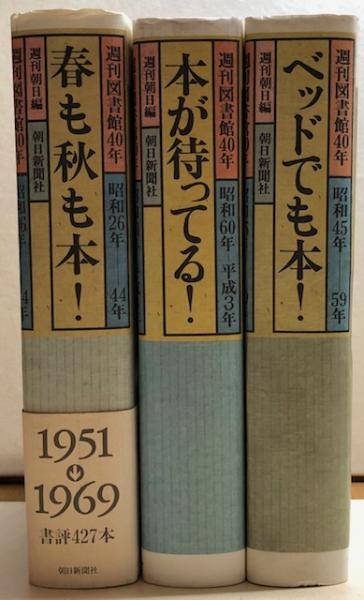 週刊図書館40年
昭和26年
44年
春も秋も本!
週刊朝日編
朝日新聞社
1951
1969
書評427本
朝日新聞社
週刊図書館40年
昭和60年
平成3年
本が待ってる!
週刊朝日編
朝日新聞社
週刊図書館40年
昭和45年
59年
ベッドでも本!
週刊朝日編
朝日新聞社